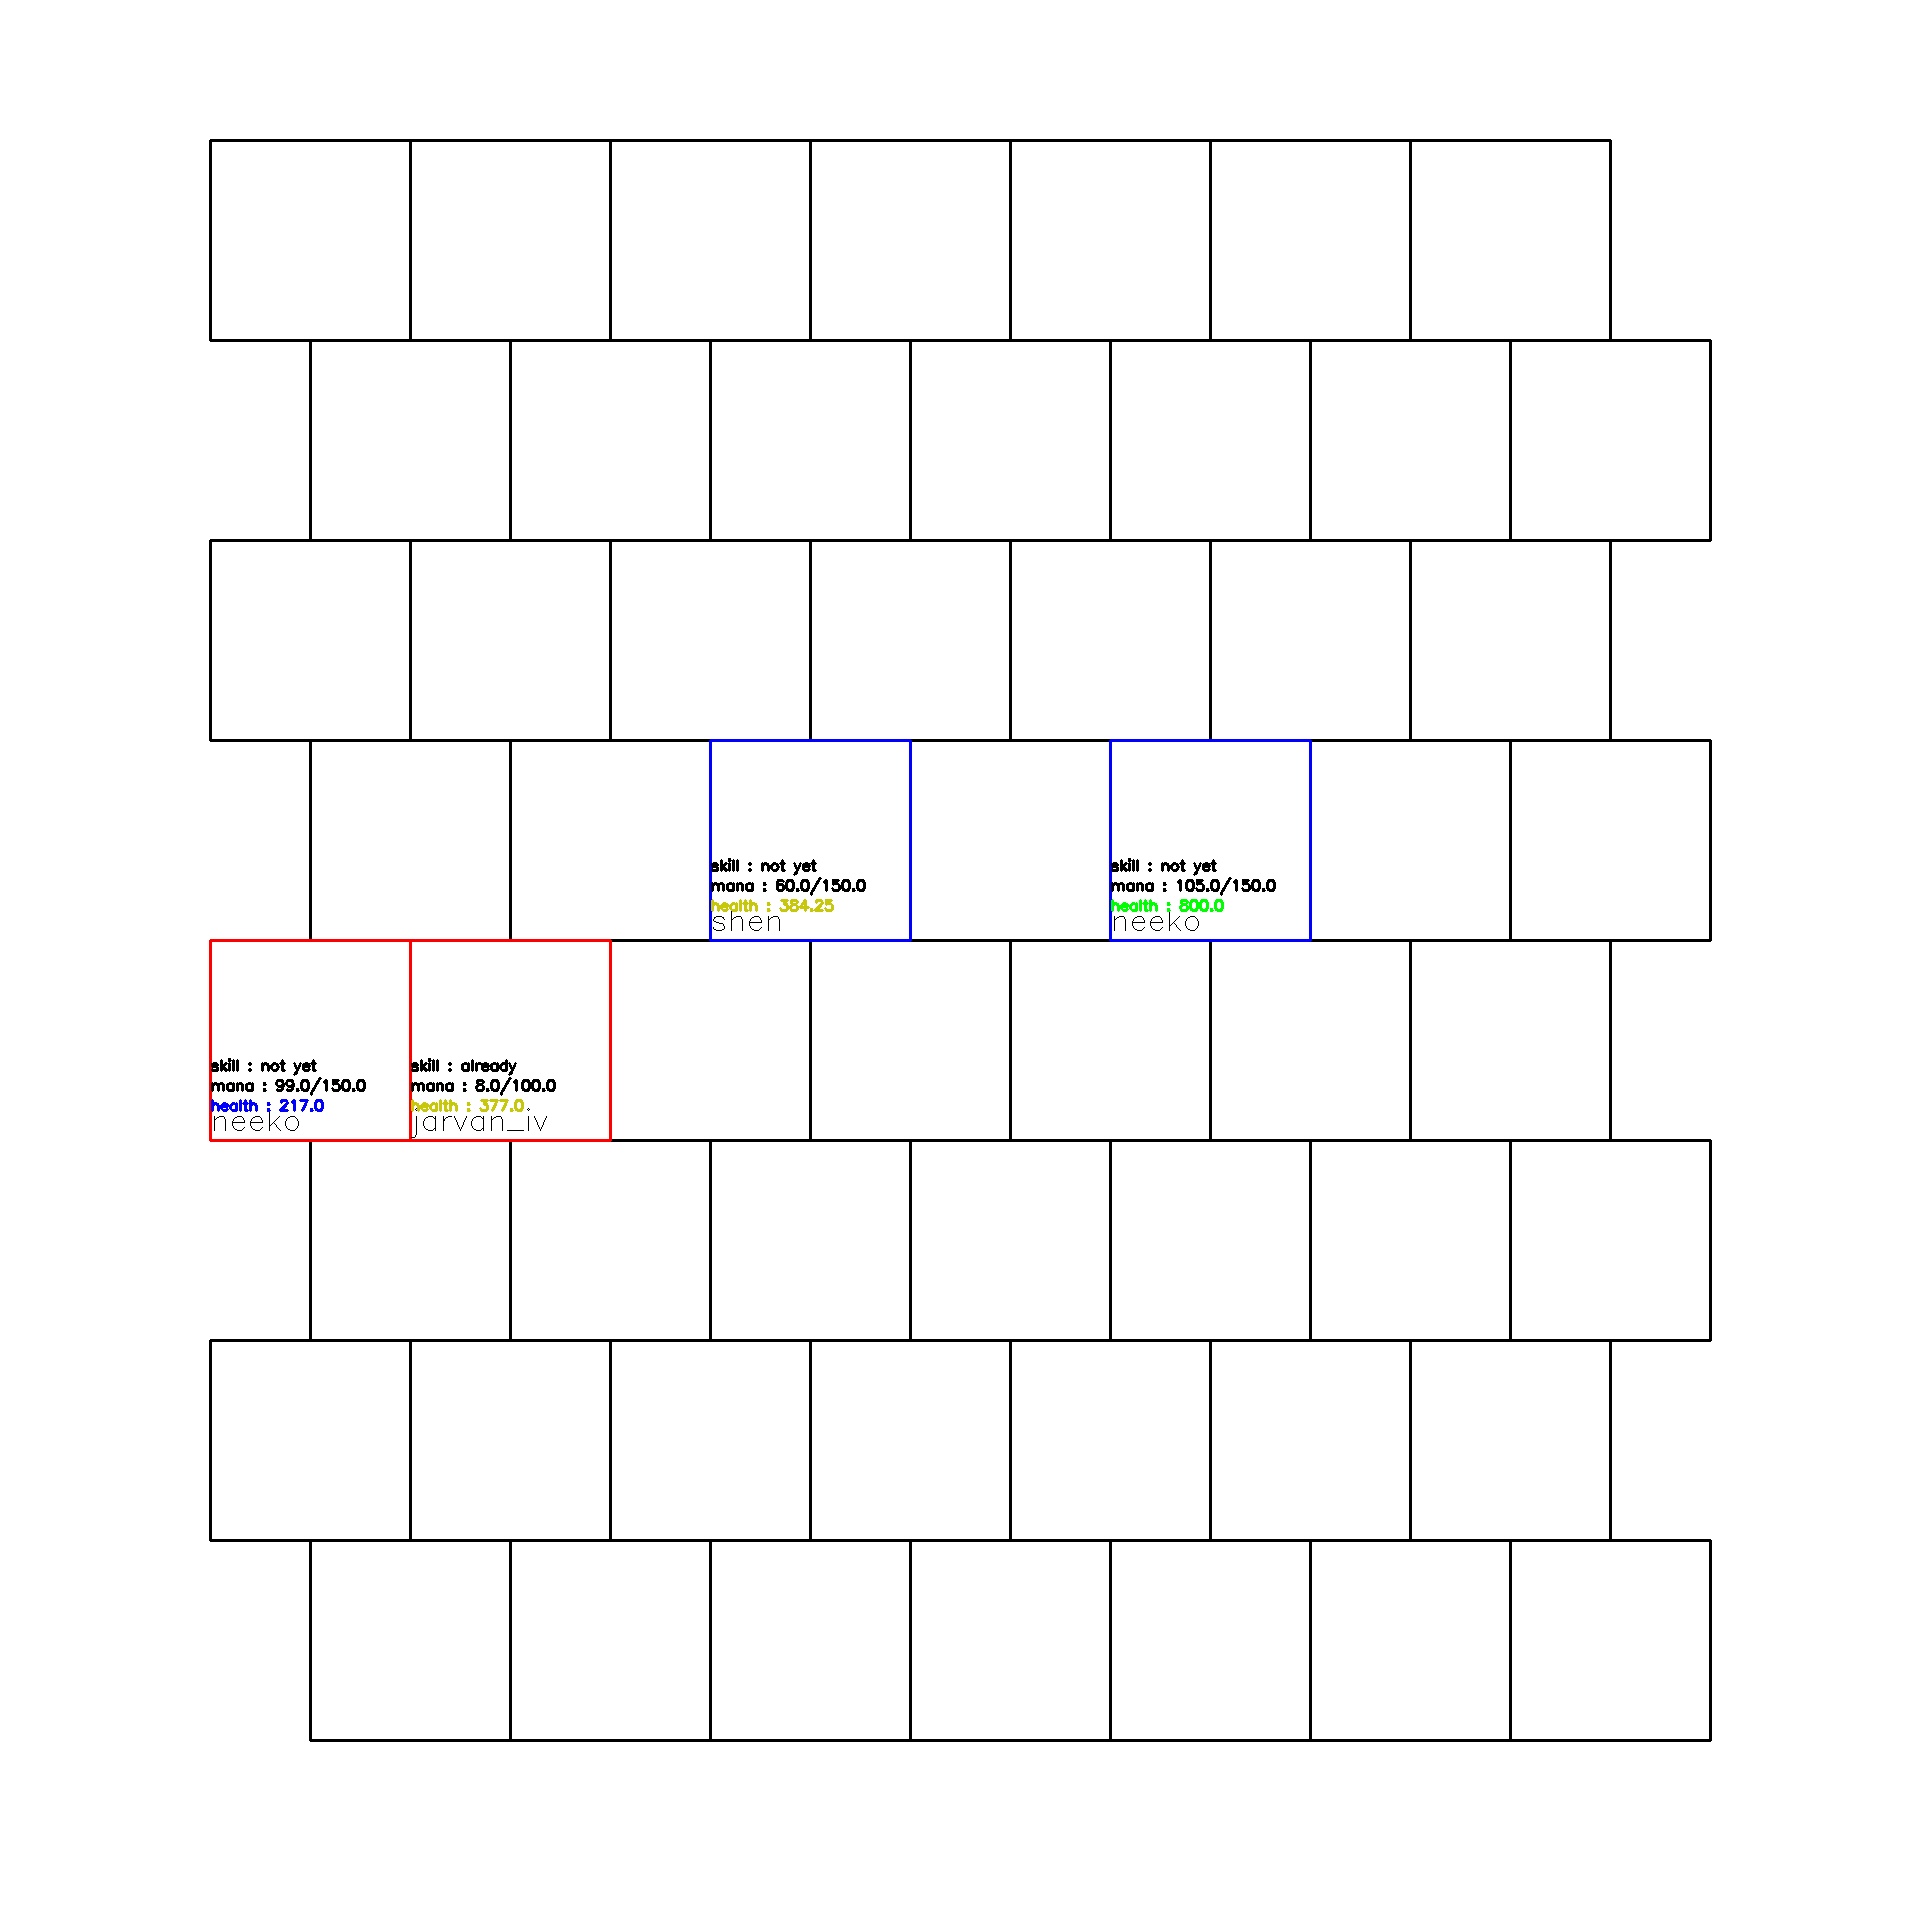 skill : not yet
mana : 60.0/150.0
health : 384.25
shen
skill : not yet
mana : 105.0/150.0
health : 800.0
neeko
skill : not yet
mana : 99.0/150.0
health : 217.0
neeko
skill : already
mana : 8.0/100.0
health : 377.0
jarvan_iv